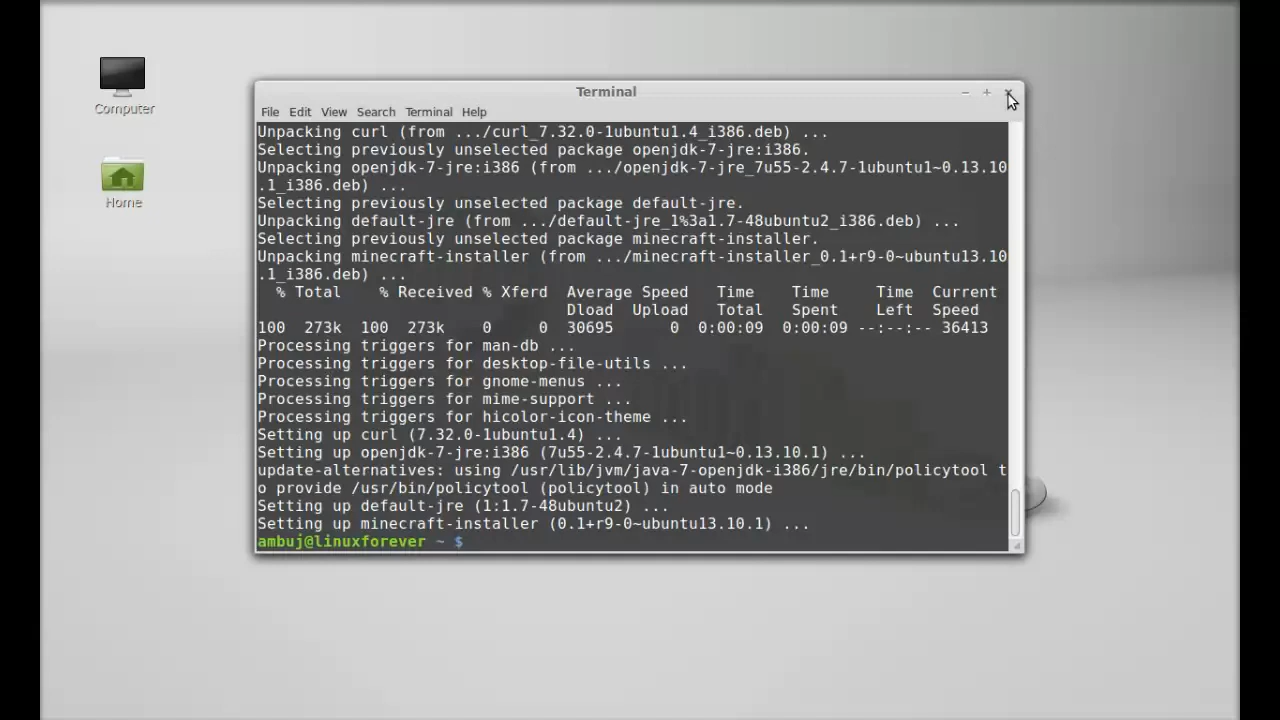 Computer
Home
Terminal
File Edit View Search Terminal Help
Unpacking curl (from .../curl_7.32.0-1ubuntu1.4_i386.deb) ...
Selecting previously unselected package openjdk-7-jre:i386.
Unpacking openjdk-7-jre:i386 (from .../openjdk-7-jre_7u55-2.4.7-1ubuntu1~0.13.10
.1_i386.deb) ...
Selecting previously unselected package default-jre.
Unpacking default-jre (from .../default-jre_1%3a1.7-48ubuntu2_i386.deb) ...
Selecting previously unselected package minecraft-installer.
Unpacking minecraft-installer (from .../minecraft-installer_0.1+r9-0~ubuntu13.10
.1_i386.deb) ...
% Total % Received % Xferd Average Speed Time Time Time Current
Dload Upload Total Spent Left Speed
100 273k 100 273k 0 0 30695 0 0:00:09 0:00:09 --:--:-- 36413
Processing triggers for man-db ...
Processing triggers for desktop-file-utils ...
Processing triggers for gnome-menus ...
Processing triggers for mime-support ...
Processing triggers for hicolor-icon-theme ...
Setting up curl (7.32.0-1ubuntu1.4) ...
Setting up openjdk-7-jre:i386 (7u55-2.4.7-1ubuntu1~0.13.10.1) ...
update-alternatives: using /usr/lib/jvm/java-7-openjdk-i386/jre/bin/policytool t
o provide /usr/bin/policytool (policytool) in auto mode
Setting up default-jre (1:1.7-48ubuntu2) ...
Setting up minecraft-installer (0.1+r9-0~ubuntu13.10.1) ...
ambuj@linuxforever ~ $